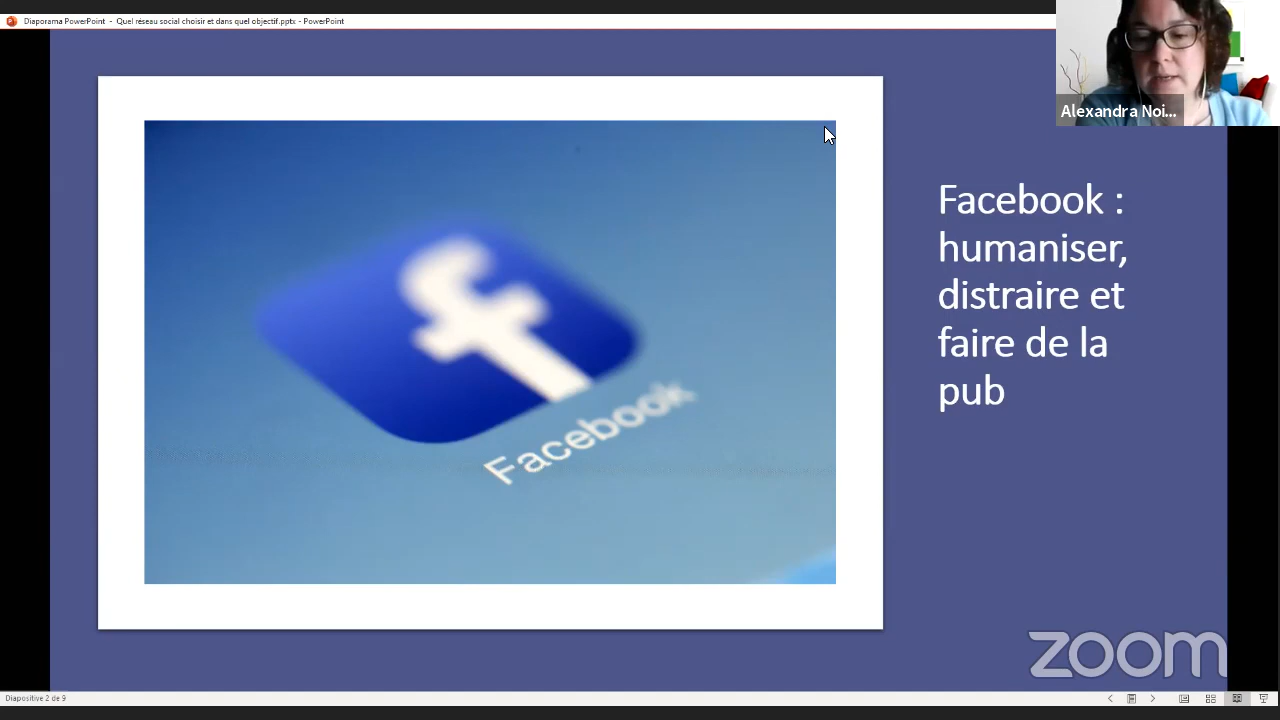 Diaporama PowerPoint - Quel réseau social choisir et dans quel objectif.pptx - PowerPoint
Alexandra Noi...
Facebook :
humaniser,
distraire et
faire de la
pub
f
Facebook
zoom
Diapositive 2 de 9